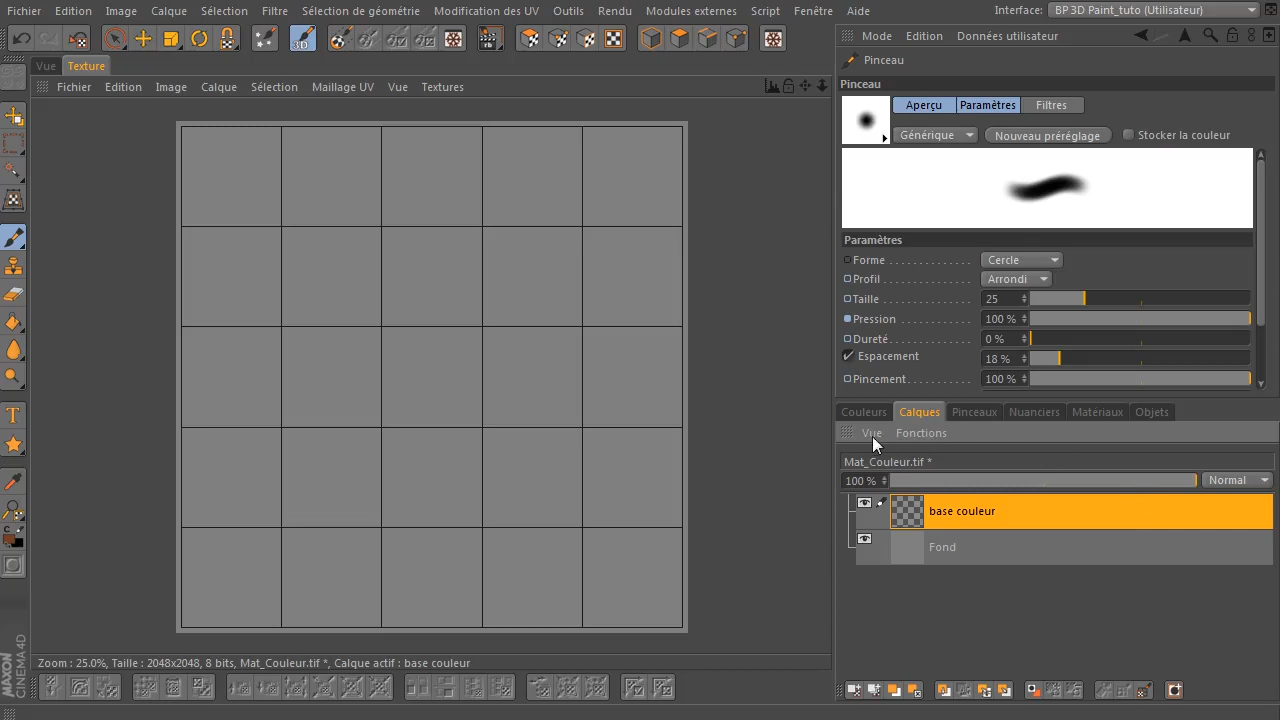 Fichier Edition Image Calque Sélection Filtre Sélection de géométrie Modification des UV Outils Rendu Modules externes Script Fenêtre Aide Interface: BP 3D Paint_tuto (Utilisateur)
3D
Vue Texture
Fichier Edition Image Calque Sélection Maillage UV Vue Textures
Mode Edition Données utilisateur
Pinceau
Pinceau
Aperçu Paramètres Filtres
Générique Nouveau préréglage Stocker la couleur
Paramètres
Forme . . . . . . . . . . . . Cercle
Profil . . . . . . . . . . . . Arrondi
Taille . . . . . . . . . . . . 25
Pression . . . . . . . . . . 100 %
Dureté. . . . . . . . . . . . 0 %
Espacement 18 %
Pincement. . . . . . . . . 100 %
Couleurs Calques Pinceaux Nuanciers Matériaux Objets
Vue Fonctions
Mat_Couleur.tif *
100 % Normal
base couleur
Fond
T
C
MAXON CINEMA 4D
Zoom : 25.0%, Taille : 2048x2048, 8 bits, Mat_Couleur.tif *, Calque actif : base couleur